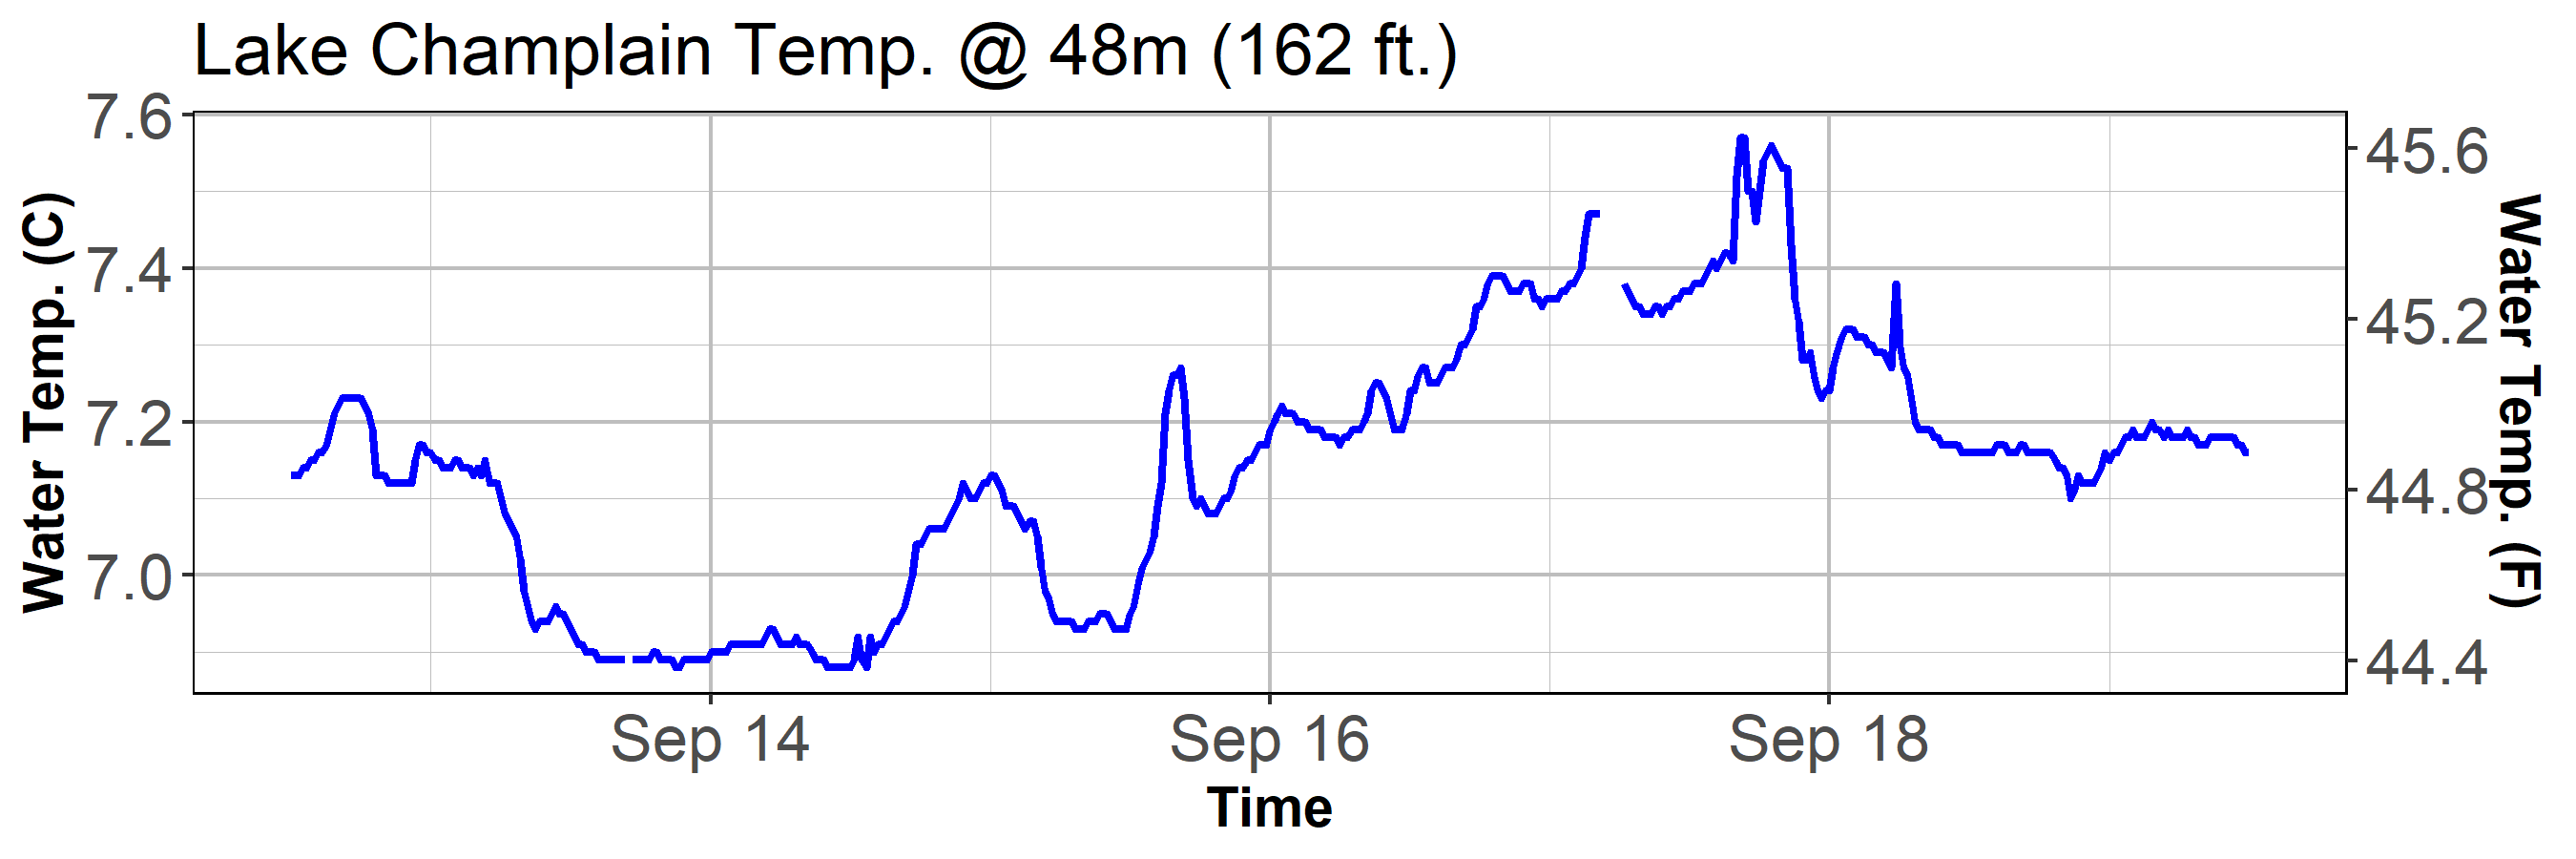 Lake Champlain Temp. @ 48m (162 ft.)
Water Temp. (C)
7.6
7.4
7.2
7.0
45.6
45.2
44.8
44.4
Water Temp. (F)
Sep 14
Sep 16
Sep 18
Time